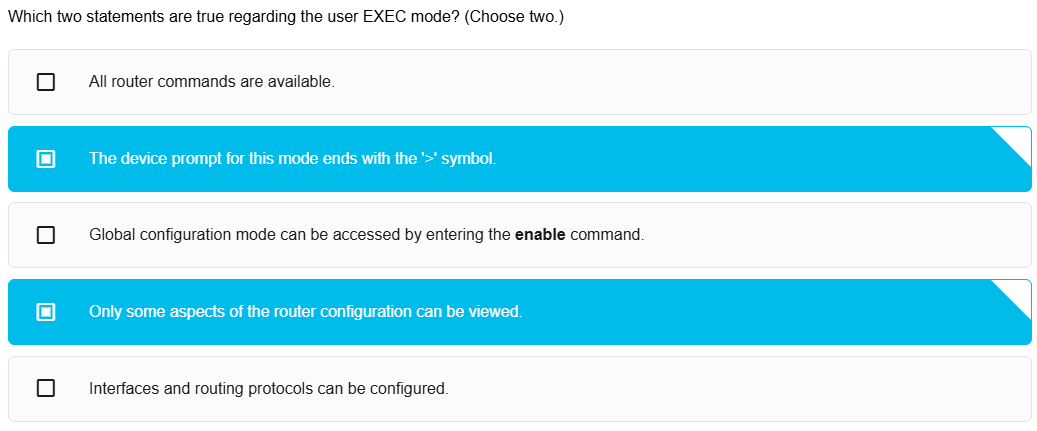 Which two statements are true regarding the user EXEC mode? (Choose two.)
All router commands are available.
The device prompt for this mode ends with the '>' symbol.
Global configuration mode can be accessed by entering the enable command.
Only some aspects of the router configuration can be viewed.
Interfaces and routing protocols can be configured.